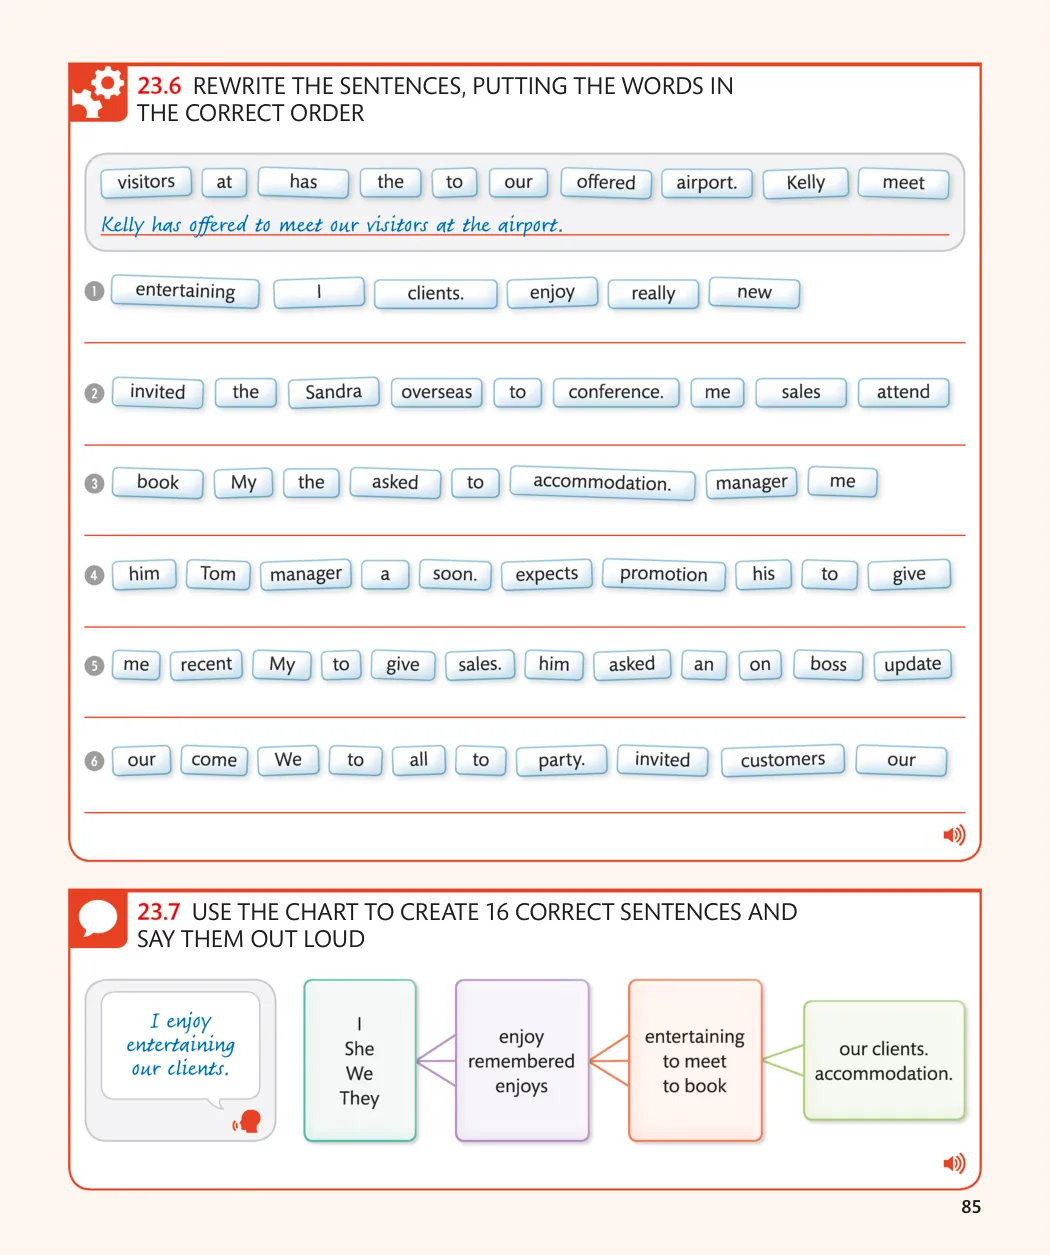 23.6 REWRITE THE SENTENCES, PUTTING THE WORDS IN
THE CORRECT ORDER
visitors at has the to our offered airport. Kelly meet
Kelly has offered to meet our visitors at the airport.
1 entertaining I clients. enjoy really new
2 invited the Sandra overseas to conference. me sales attend
3 book My the asked to accommodation. manager me
4 him Tom manager a soon. expects promotion his to give
5 me recent My to give sales. him asked an on boss update
6 our come We to all to party. invited customers our
23.7 USE THE CHART TO CREATE 16 CORRECT SENTENCES AND
SAY THEM OUT LOUD
I enjoy
entertaining
our clients.
I
She
We
They
enjoy
remembered
enjoys
entertaining
to meet
to book
our clients.
accommodation.
85